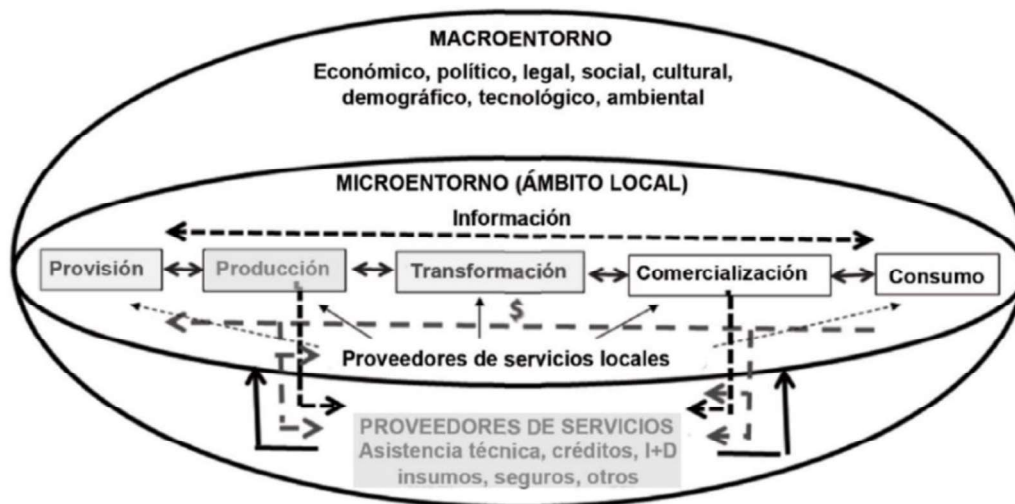 MACROENTORNO
Económico, político, legal, social, cultural,
demográfico, tecnológico, ambiental
MICROENTORNO (ÁMBITO LOCAL)
Información
Provisión
Producción
Transformación
Comercialización
Consumo
$
Proveedores de servicios locales
PROVEEDORES DE SERVICIOS
Asistencia técnica, créditos, I+D
insumos, seguros, otros